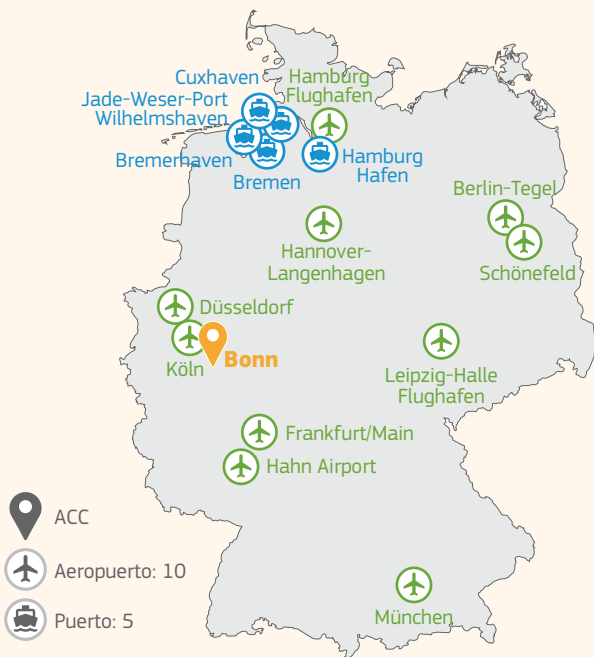 Cuxhaven
Jade-Weser-Port
Wilhelmshaven
Bremerhaven
Bremen
Hamburg
Flughafen
Hamburg
Hafen
Berlin-Tegel
Schönefeld
Hannover-
Langenhagen
Düsseldorf
Köln
Bonn
Leipzig-Halle
Flughafen
Frankfurt/Main
Hahn Airport
München
ACC
Aeropuerto: 10
Puerto: 5